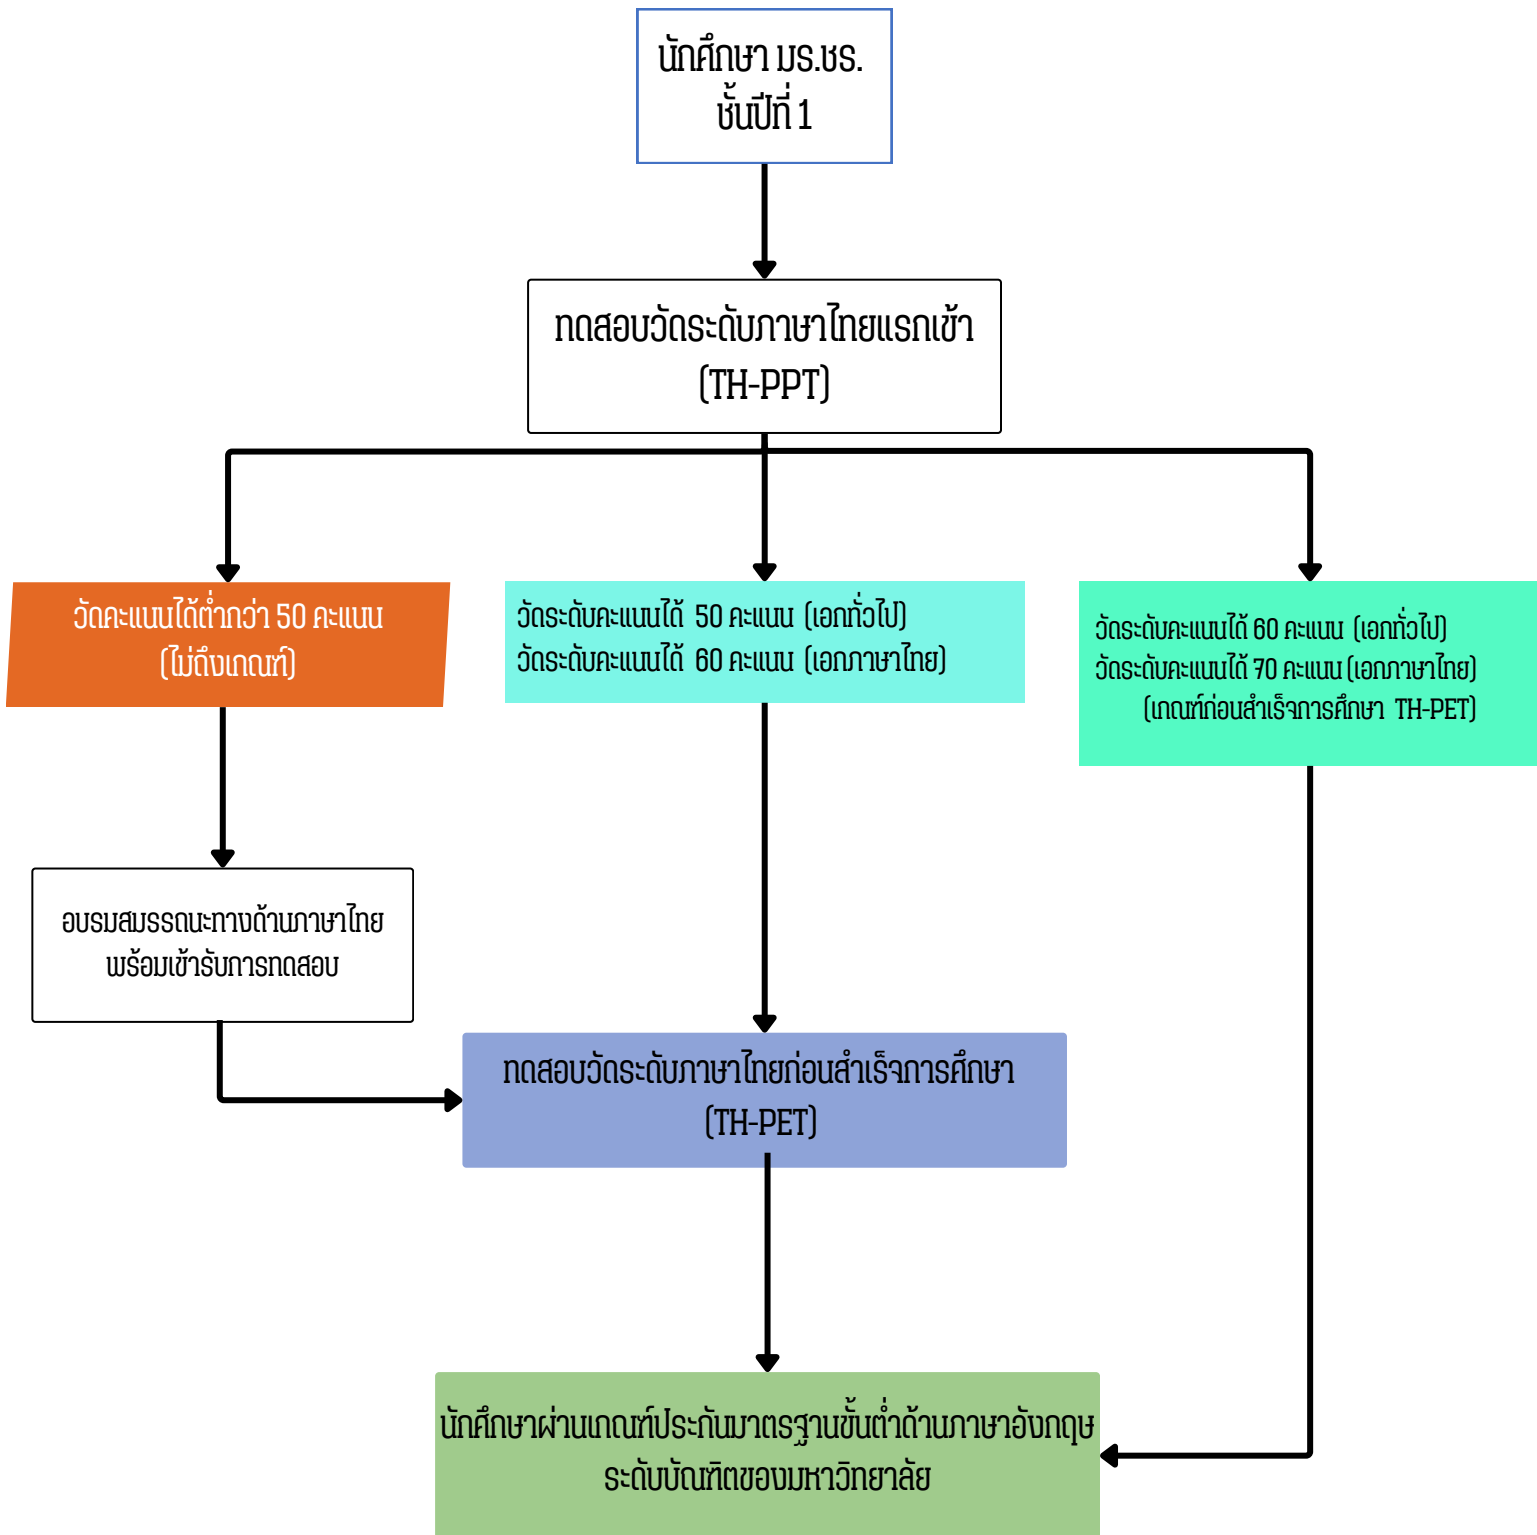 นักศึกษา มร.ชร.
ชั้นปีที่ 1
ทดสอบวัดระดับภาษาไทยแรกเข้า
(TH-PPT)
วัดคะแนนได้ต่ำกว่า 50 คะแนน
(ไม่ถึงเกณฑ์)
วัดระดับคะแนนได้ 50 คะแนน (เอกทั่วไป)
วัดระดับคะแนนได้ 60 คะแนน (เอกภาษาไทย)
วัดระดับคะแนนได้ 60 คะแนน (เอกทั่วไป)
วัดระดับคะแนนได้ 70 คะแนน (เอกภาษาไทย)
(เกณฑ์ก่อนสำเร็จการศึกษา TH-PET)
อบรมสมรรถนะทางด้านภาษาไทย
พร้อมเข้ารับการทดสอบ
ทดสอบวัดระดับภาษาไทยก่อนสำเร็จการศึกษา
(TH-PET)
นักศึกษาผ่านเกณฑ์ประกันมาตรฐานขั้นต่ำด้านภาษาอังกฤษ
ระดับบัณฑิตของมหาวิทยาลัย